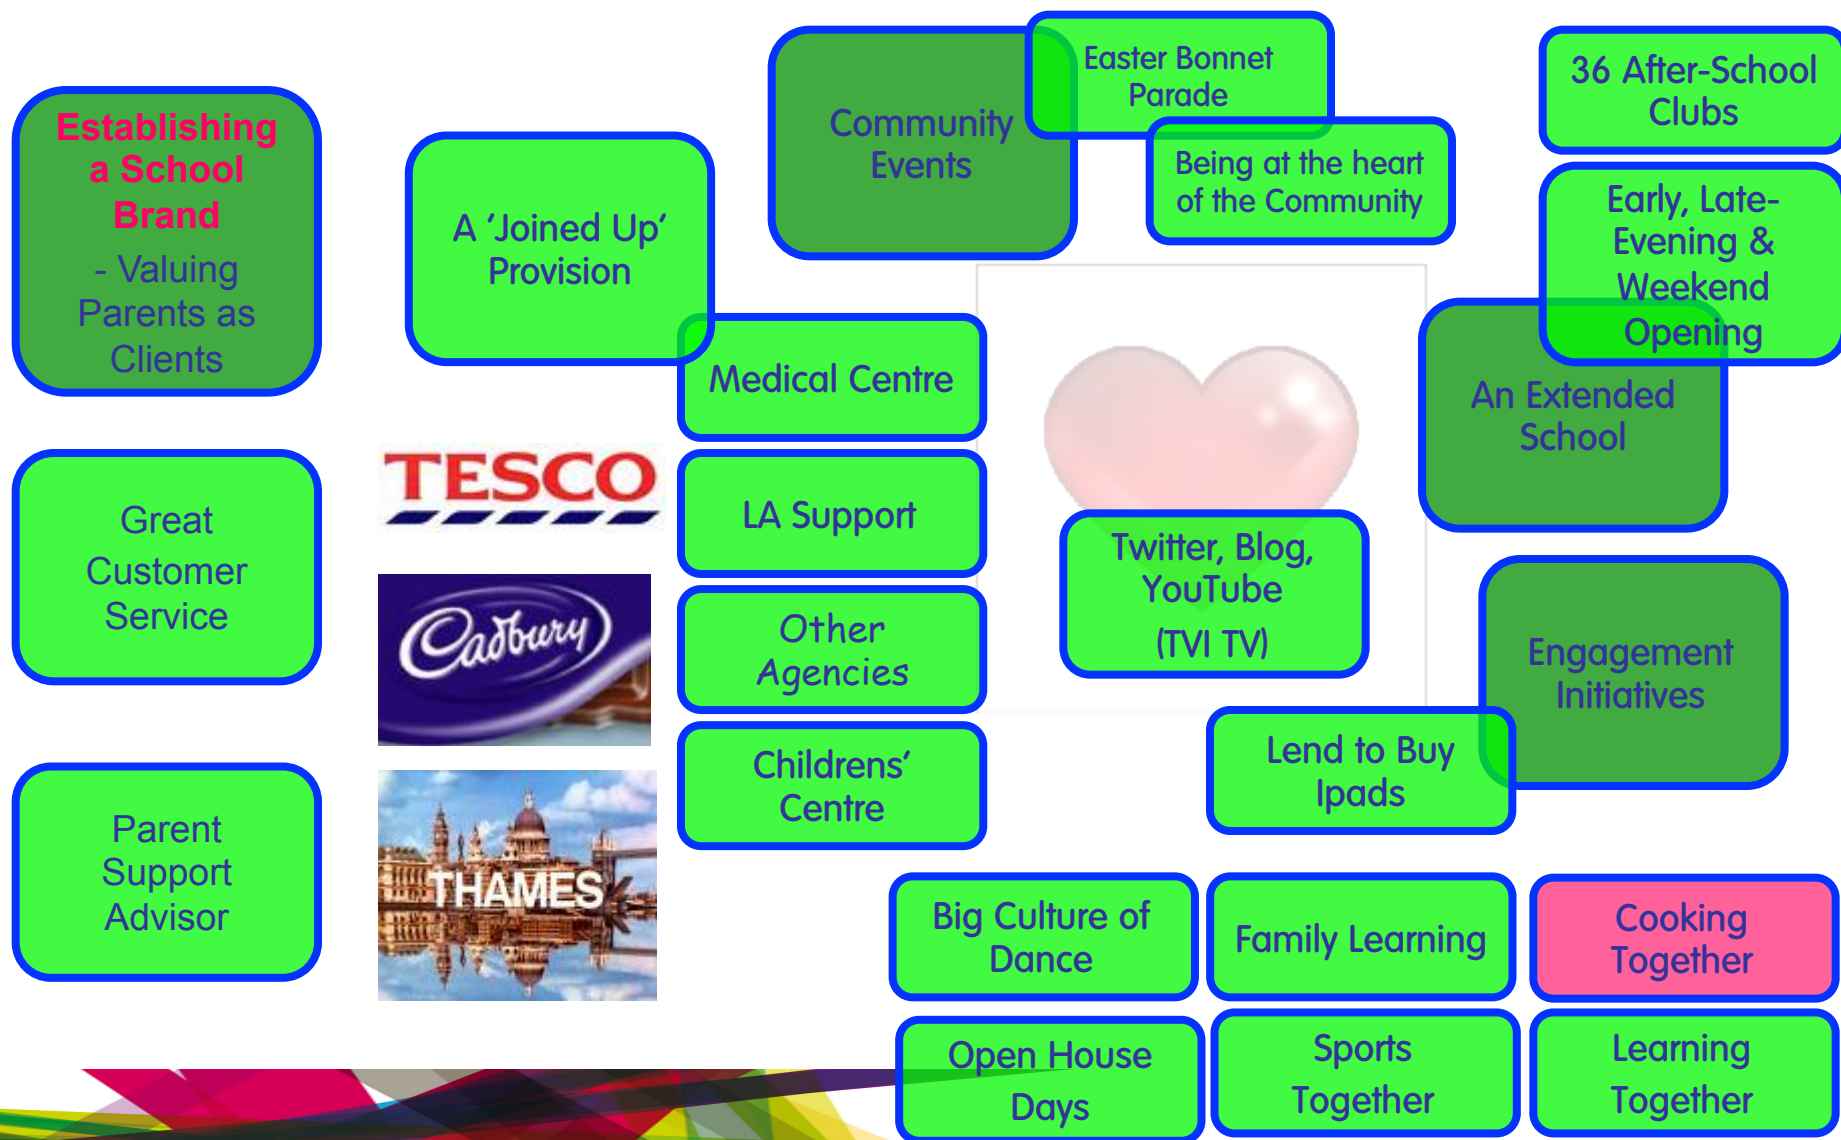 Establishing
a School
Brand
- Valuing
Parents as
Clients
Great
Customer
Service
Parent
Support
Advisor
A ‘Joined Up’
Provision
Medical Centre
LA Support
Other
Agencies
Childrens’
Centre
TESCO
Cadbury
THAMES
Community
Events
Easter Bonnet
Parade
Being at the heart
of the Community
36 After-School
Clubs
Early, Late-
Evening &
Weekend
Opening
An Extended
School
Twitter, Blog,
YouTube
(TVI TV)
Engagement
Initiatives
Lend to Buy
Ipads
Big Culture of
Dance
Family Learning
Cooking
Together
Open House
Days
Sports
Together
Learning
Together